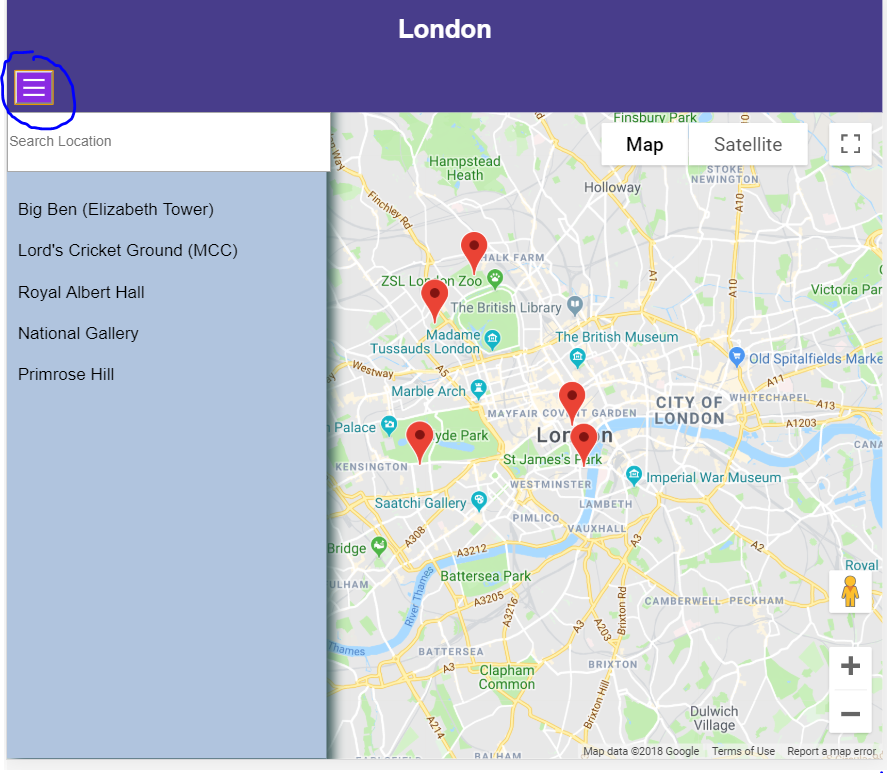 London
Search Location
Big Ben (Elizabeth Tower)
Lord's Cricket Ground (MCC)
Royal Albert Hall
National Gallery
Primrose Hill
Map
Satellite
Finsbury Park
Hampstead
Heath
Holloway
STOKE
NEWINGTON
Finchley Rd
A10
A1
A10
HALK FARM
ZSL London Zoo
Victoria Par
The British Library
Madame
Tussauds London
The British Museum
Old Spitalfields Marke
Westway
A5
A11
Marble Arch
CITY OF
LONDON
WHITECHAPEL
A13
MAYFAIR
GARDEN
A1203
Palace
yde Park
CANA
KENSINGTON
St James's Park
Imperial War Museum
WESTMINSTER
LAMBETH
Saatchi Gallery
PIMLICO
VAUXHALL
A308
A3212
A3
A2
Bridge
Royal
Battersea Park
ULHAM
River Thames
A3205
A3216
Brixton Rd
CAMBERWELL
PECKHAM
A3
A203
Thames
BATTERSEA
A3
BRIXTON
Clapham
Common
Brixton Hill
A214
Dulwich
Village
Map data ©2018 Google
Terms of Use
Report a map error